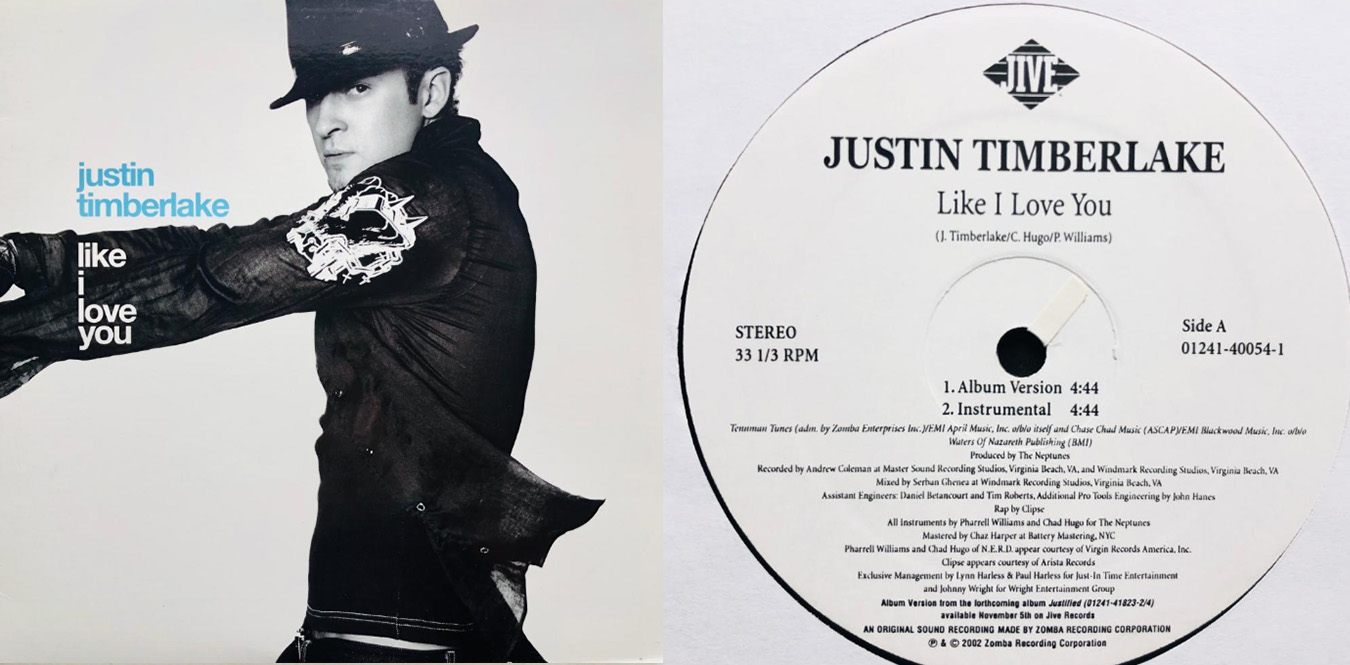 justin
timberlake
like
i
love
you
JIVE
JUSTIN TIMBERLAKE
Like I Love You
(J. Timberlake/C. Hugo/P. Williams)
STEREO
33 1/3 RPM
Side A
01241-40054-1
1. Album Version 4:44
2. Instrumental 4:44
Tennman Tunes (adm. by Zomba Enterprises Inc.)/EMI April Music, Inc. o/b/o itself and Chase Chad Music (ASCAP)/EMI Blackwood Music, Inc. o/b/o
Waters Of Nazareth Publishing (BMI)
Produced by The Neptunes
Recorded by Andrew Coleman at Master Sound Recording Studios, Virginia Beach, VA, and Windmark Recording Studios, Virginia Beach, VA
Mixed by Serban Ghenea at Windmark Recording Studios, Virginia Beach, VA
Assistant Engineers: Daniel Betancourt and Tim Roberts, Additional Pro Tools Engineering by John Hanes
Rap by Clipse
All Instruments by Pharrell Williams and Chad Hugo for The Neptunes
Mastered by Chaz Harper at Battery Mastering, NYC
Pharrell Williams and Chad Hugo of N.E.R.D. appear courtesy of Virgin Records America, Inc.
Clipse appears courtesy of Arista Records
Exclusive Management by Lynn Harless & Paul Harless for Just-In Time Entertainment
and Johnny Wright for Wright Entertainment Group
Album Version from the forthcoming album Justified (01241-41823-2/4)
available November 5th on Jive Records
AN ORIGINAL SOUND RECORDING MADE BY ZOMBA RECORDING CORPORATION
℗ & © 2002 Zomba Recording Corporation